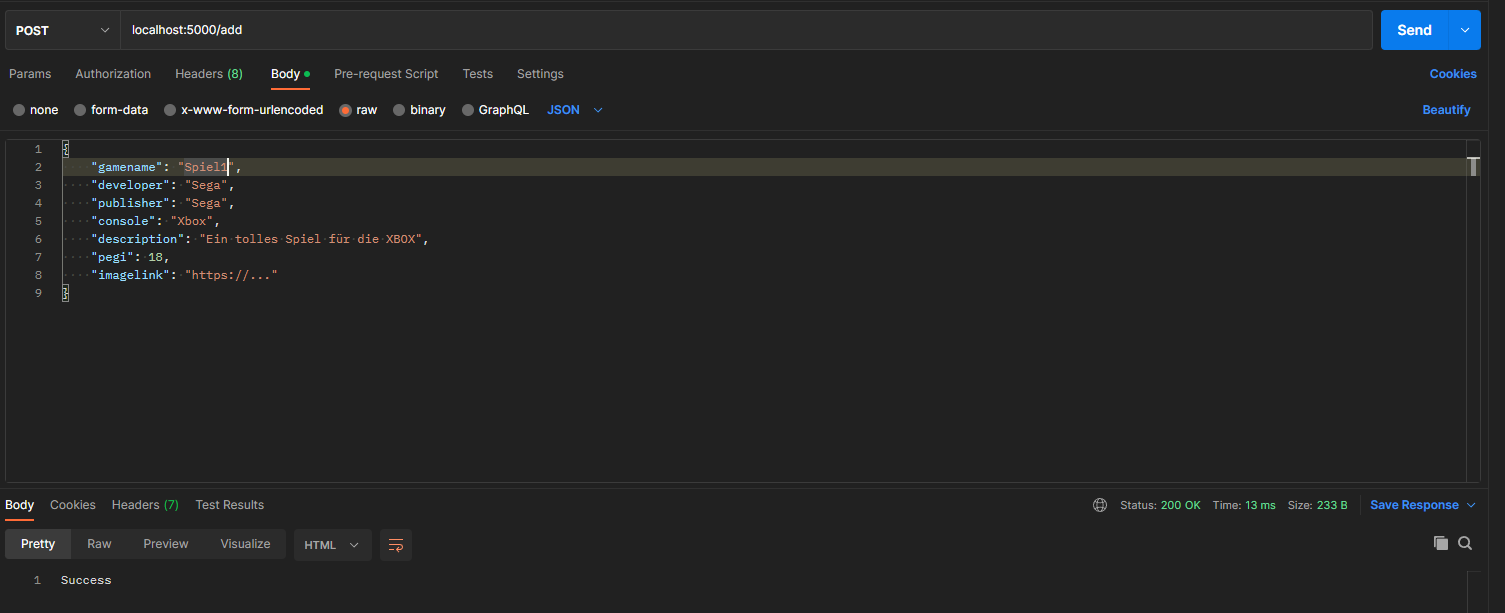 POST localhost:5000/add Send
Params Authorization Headers (8) Body Pre-request Script Tests Settings Cookies
none form-data x-www-form-urlencoded raw binary GraphQL JSON Beautify
1 {
2 "gamename": "Spiel1",
3 "developer": "Sega",
4 "publisher": "Sega",
5 "console": "Xbox",
6 "description": "Ein tolles Spiel für die XBOX",
7 "pegi": 18,
8 "imagelink": "https://..."
9 }
Body Cookies Headers (7) Test Results Status: 200 OK Time: 13 ms Size: 233 B Save Response
Pretty Raw Preview Visualize HTML
1 Success